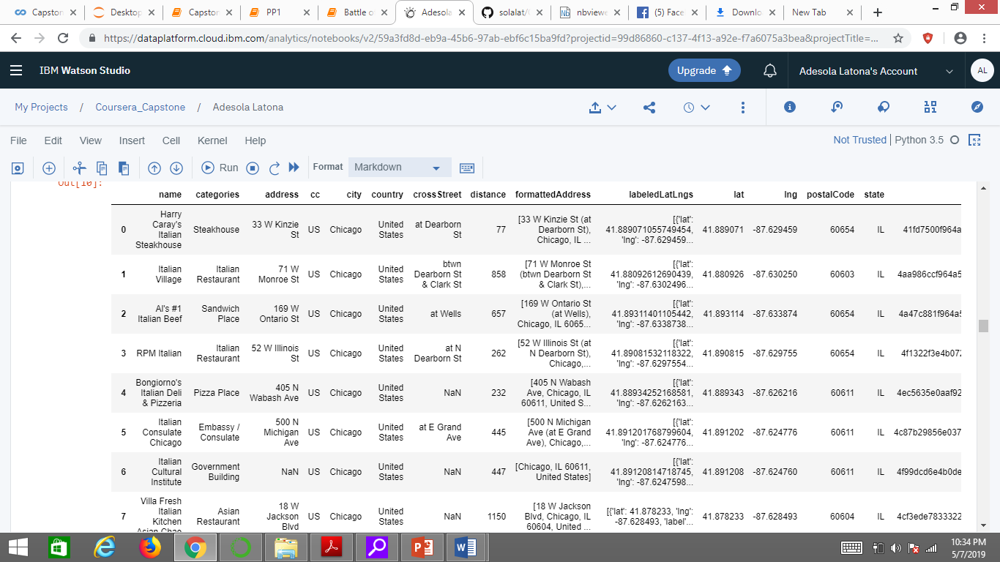 Capston
Desktop
Capston
PP1
Battle o
Adesola
solalat/
nbviewe
(5) Face
Downlo
New Tab
https://dataplatform.cloud.ibm.com/analytics/notebooks/v2/59a3fd8d-eb9a-45b6-97ab-ebf6c15ba9fd?projectid=99d86860-c137-4f13-a92e-f7a6075a3bea&projectTitle=...
IBM Watson Studio
Upgrade
Adesola Latona's Account
AL
My Projects / Coursera_Capstone / Adesola Latona
File Edit View Insert Cell Kernel Help
Not Trusted | Python 3.5
Run
Format
Markdown
Out[10]:
name categories address cc city country crossStreet distance formattedAddress labeledLatLngs lat lng postalCode state
0 Harry Caray's Italian Steakhouse Steakhouse 33 W Kinzie St US Chicago United States at Dearborn St 77 [33 W Kinzie St (at Dearborn St), Chicago, IL ... [{'lat': 41.889071055749454, 'lng': -87.629459... 41.889071 -87.629459 60654 IL 41fd7500f964a
1 Italian Village Italian Restaurant 71 W Monroe St US Chicago United States btwn Dearborn St & Clark St 858 [71 W Monroe St (btwn Dearborn St & Clark St),... [{'lat': 41.88092612690439, 'lng': -87.6302496... 41.880926 -87.630250 60603 IL 4aa986ccf964a5
2 Al's #1 Italian Beef Sandwich Place 169 W Ontario St US Chicago United States at Wells 657 [169 W Ontario St (at Wells), Chicago, IL 6065... [{'lat': 41.89311401105442, 'lng': -87.6338738... 41.893114 -87.633874 60654 IL 4a47c881f964a5
3 RPM Italian Italian Restaurant 52 W Illinois St US Chicago United States at N Dearborn St 262 [52 W Illinois St (at N Dearborn St), Chicago,... [{'lat': 41.89081532118322, 'lng': -87.6297554... 41.890815 -87.629755 60654 IL 4f1322f3e4b072
4 Bongiorno's Italian Deli & Pizzeria Pizza Place 405 N Wabash Ave US Chicago United States NaN 232 [405 N Wabash Ave, Chicago, IL 60611, United S... [{'lat': 41.88934252168581, 'lng': -87.6262163... 41.889343 -87.626216 60611 IL 4ec5635e0aaf92
5 Italian Consulate Chicago Embassy / Consulate 500 N Michigan Ave US Chicago United States at E Grand Ave 445 [500 N Michigan Ave (at E Grand Ave), Chicago,... [{'lat': 41.891201768799604, 'lng': -87.624776... 41.891202 -87.624776 60611 IL 4c87b29856e037
6 Italian Cultural Institute Government Building NaN US Chicago United States NaN 447 [Chicago, IL 60611, United States] [{'lat': 41.89120814718745, 'lng': -87.6247598... 41.891208 -87.624760 60611 IL 4f99dcd6e4b0de
7 Villa Fresh Italian Kitchen Asian Chao Asian Restaurant 18 W Jackson Blvd US Chicago United States NaN 1150 [18 W Jackson Blvd, Chicago, IL 60604, United ... [{'lat': 41.878233, 'lng': -87.628493, 'label'... 41.878233 -87.628493 60604 IL 4cf3ede7833322
10:34 PM
5/7/2019